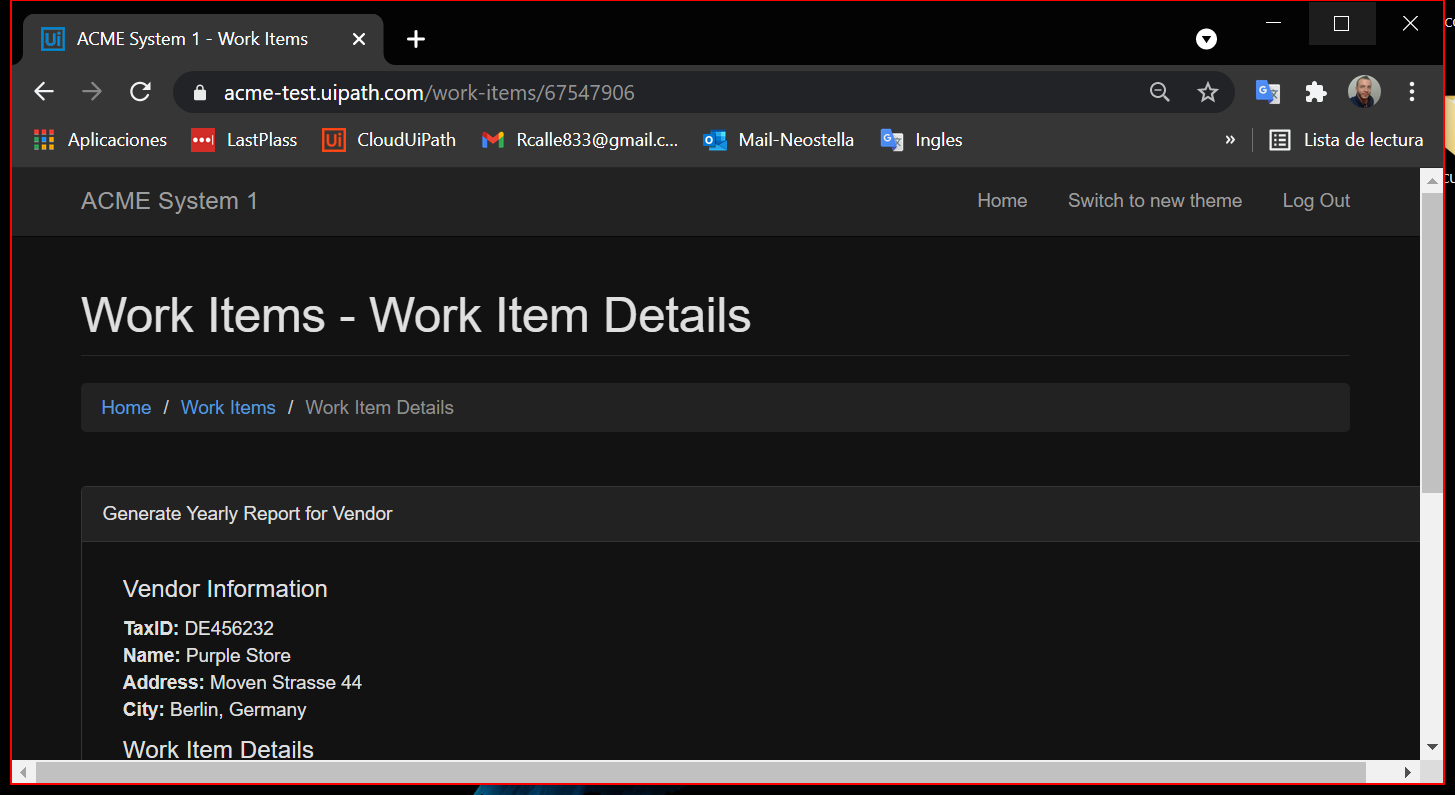 ACME System 1 - Work Items
acme-test.uipath.com/work-items/67547906
Aplicaciones LastPlass CloudUiPath Rcalle833@gmail.c... Mail-Neostella Ingles » Lista de lectura
ACME System 1 Home Switch to new theme Log Out
Work Items - Work Item Details
Home / Work Items / Work Item Details
Generate Yearly Report for Vendor
Vendor Information
TaxID: DE456232
Name: Purple Store
Address: Moven Strasse 44
City: Berlin, Germany
Work Item Details